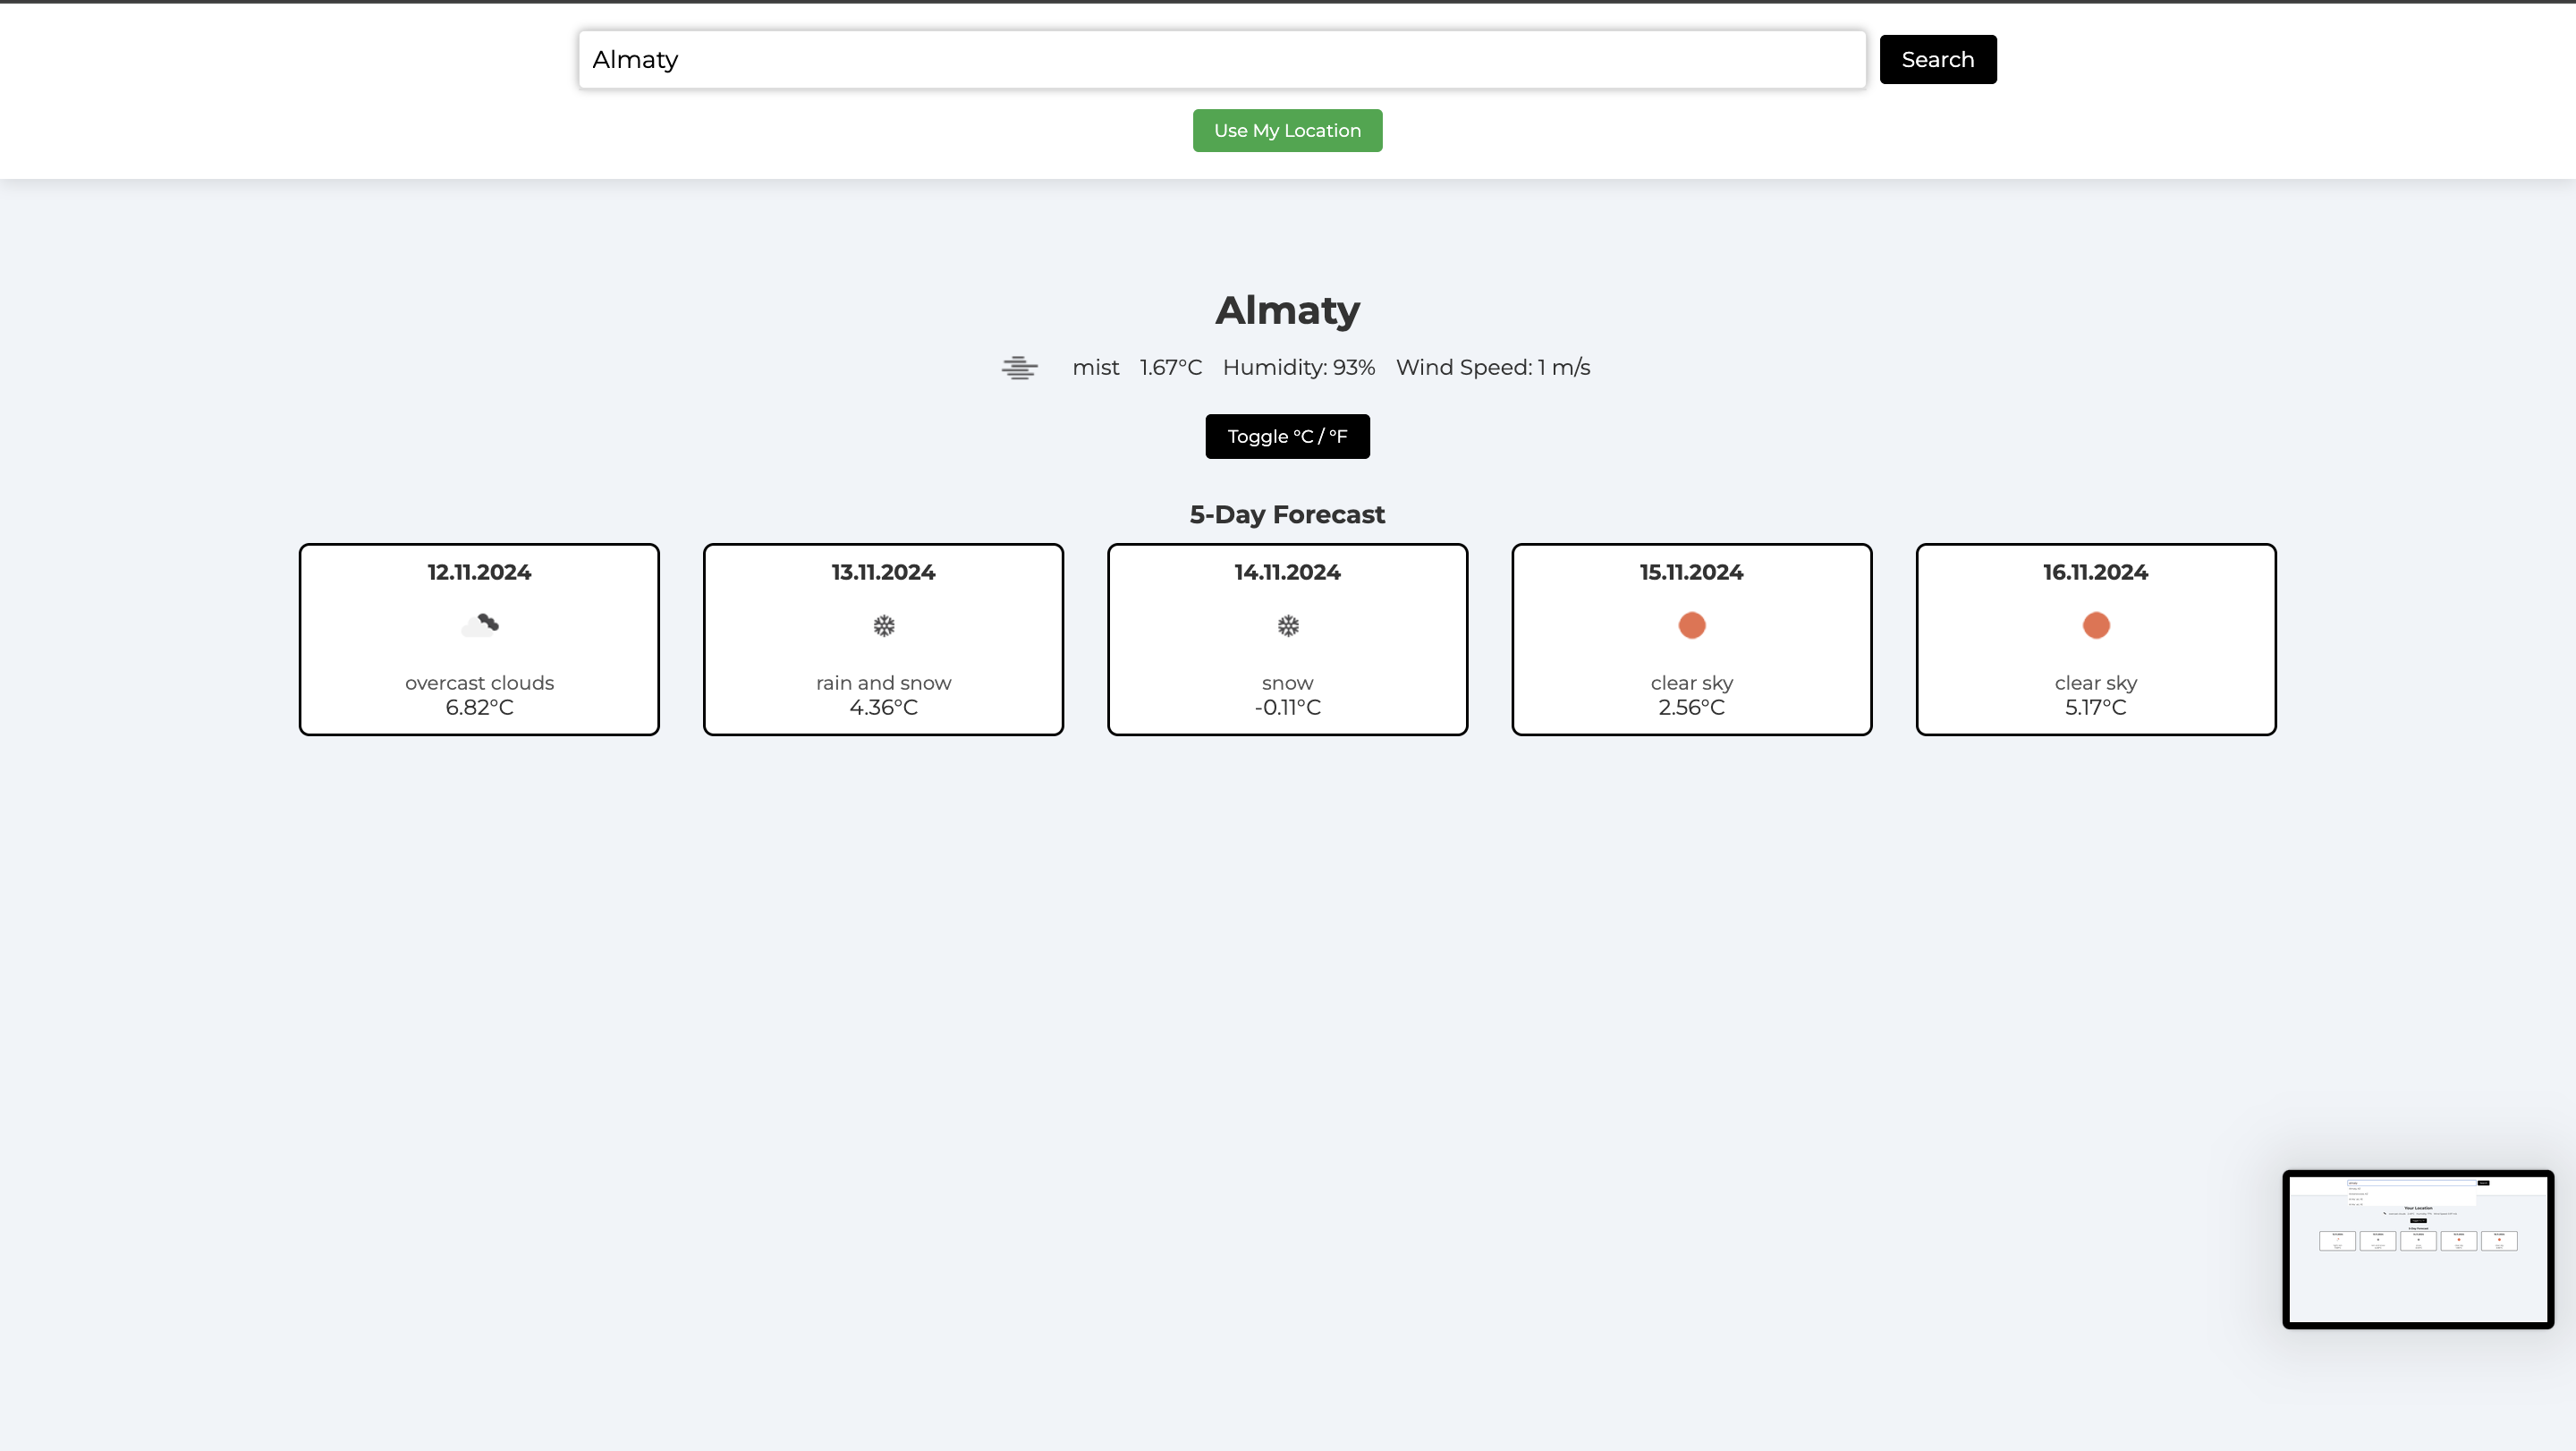 Almaty
Search
Use My Location
Almaty
mist 1.67°C Humidity: 93% Wind Speed: 1 m/s
Toggle °C / °F
5-Day Forecast
12.11.2024
overcast clouds
6.82°C
13.11.2024
rain and snow
4.36°C
14.11.2024
snow
-0.11°C
15.11.2024
clear sky
2.56°C
16.11.2024
clear sky
5.17°C
Your Location